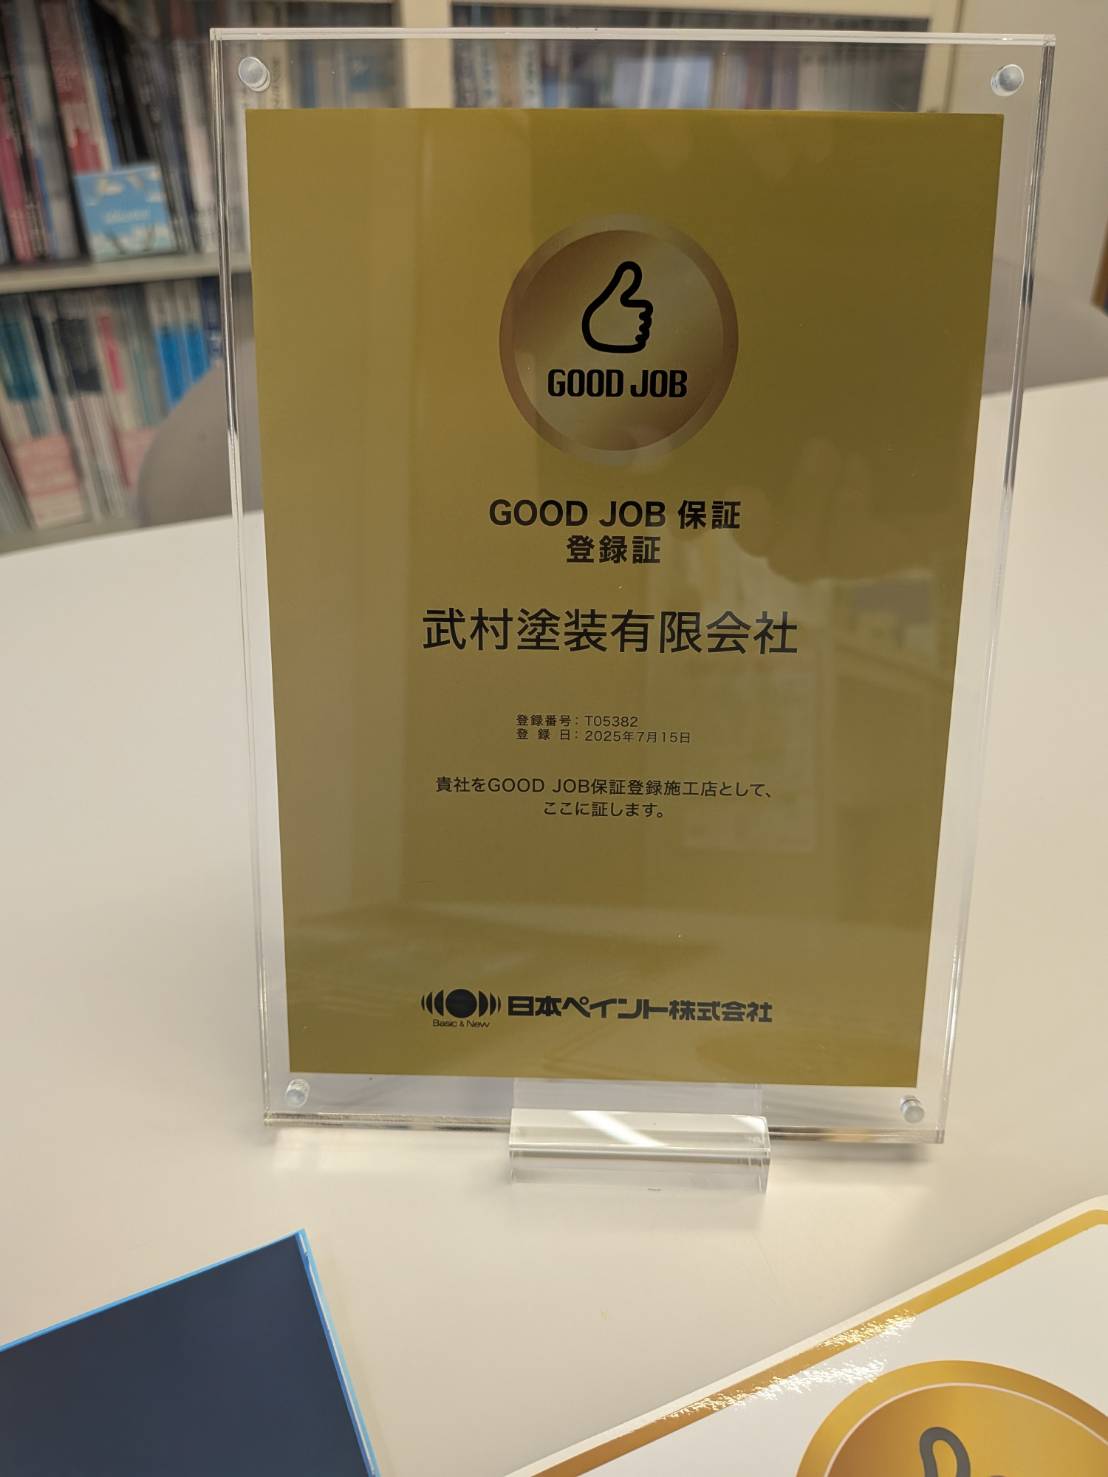 GOOD JOB
GOOD JOB 保証
登録証
武村塗装有限会社
登録番号：T05382
登 録 日：2025年7月15日
貴社をGOOD JOB保証登録施工店として、
ここに証します。
Basic & New
日本ペイント株式会社